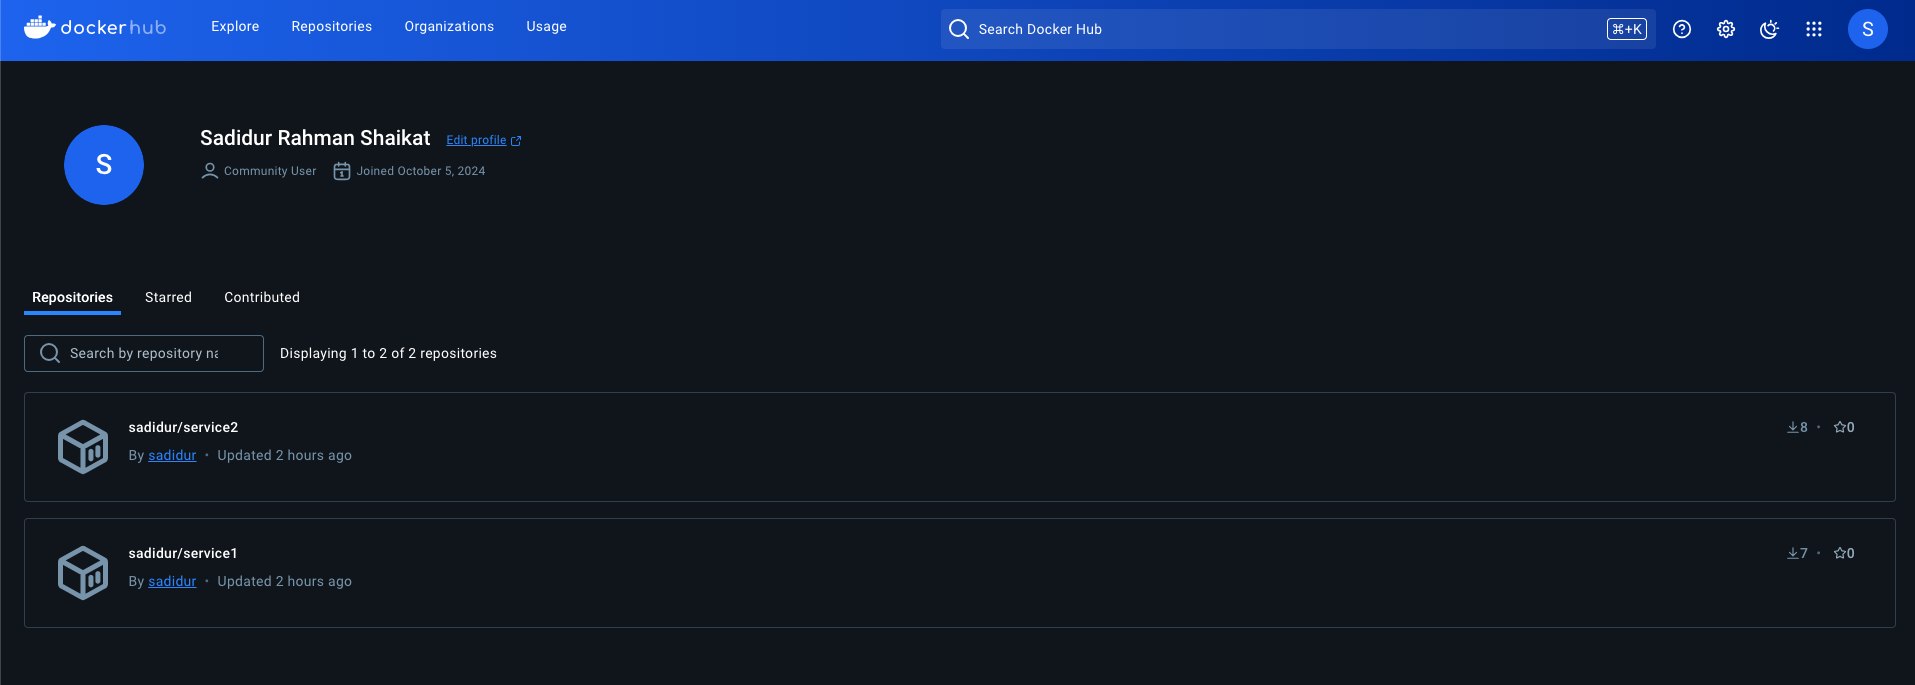 dockerhub Explore Repositories Organizations Usage Search Docker Hub ⌘+K S
S
Sadidur Rahman Shaikat Edit profile
Community User Joined October 5, 2024
Repositories Starred Contributed
Search by repository na Displaying 1 to 2 of 2 repositories
sadidur/service2 8 • 0
By sadidur • Updated 2 hours ago
sadidur/service1 7 • 0
By sadidur • Updated 2 hours ago